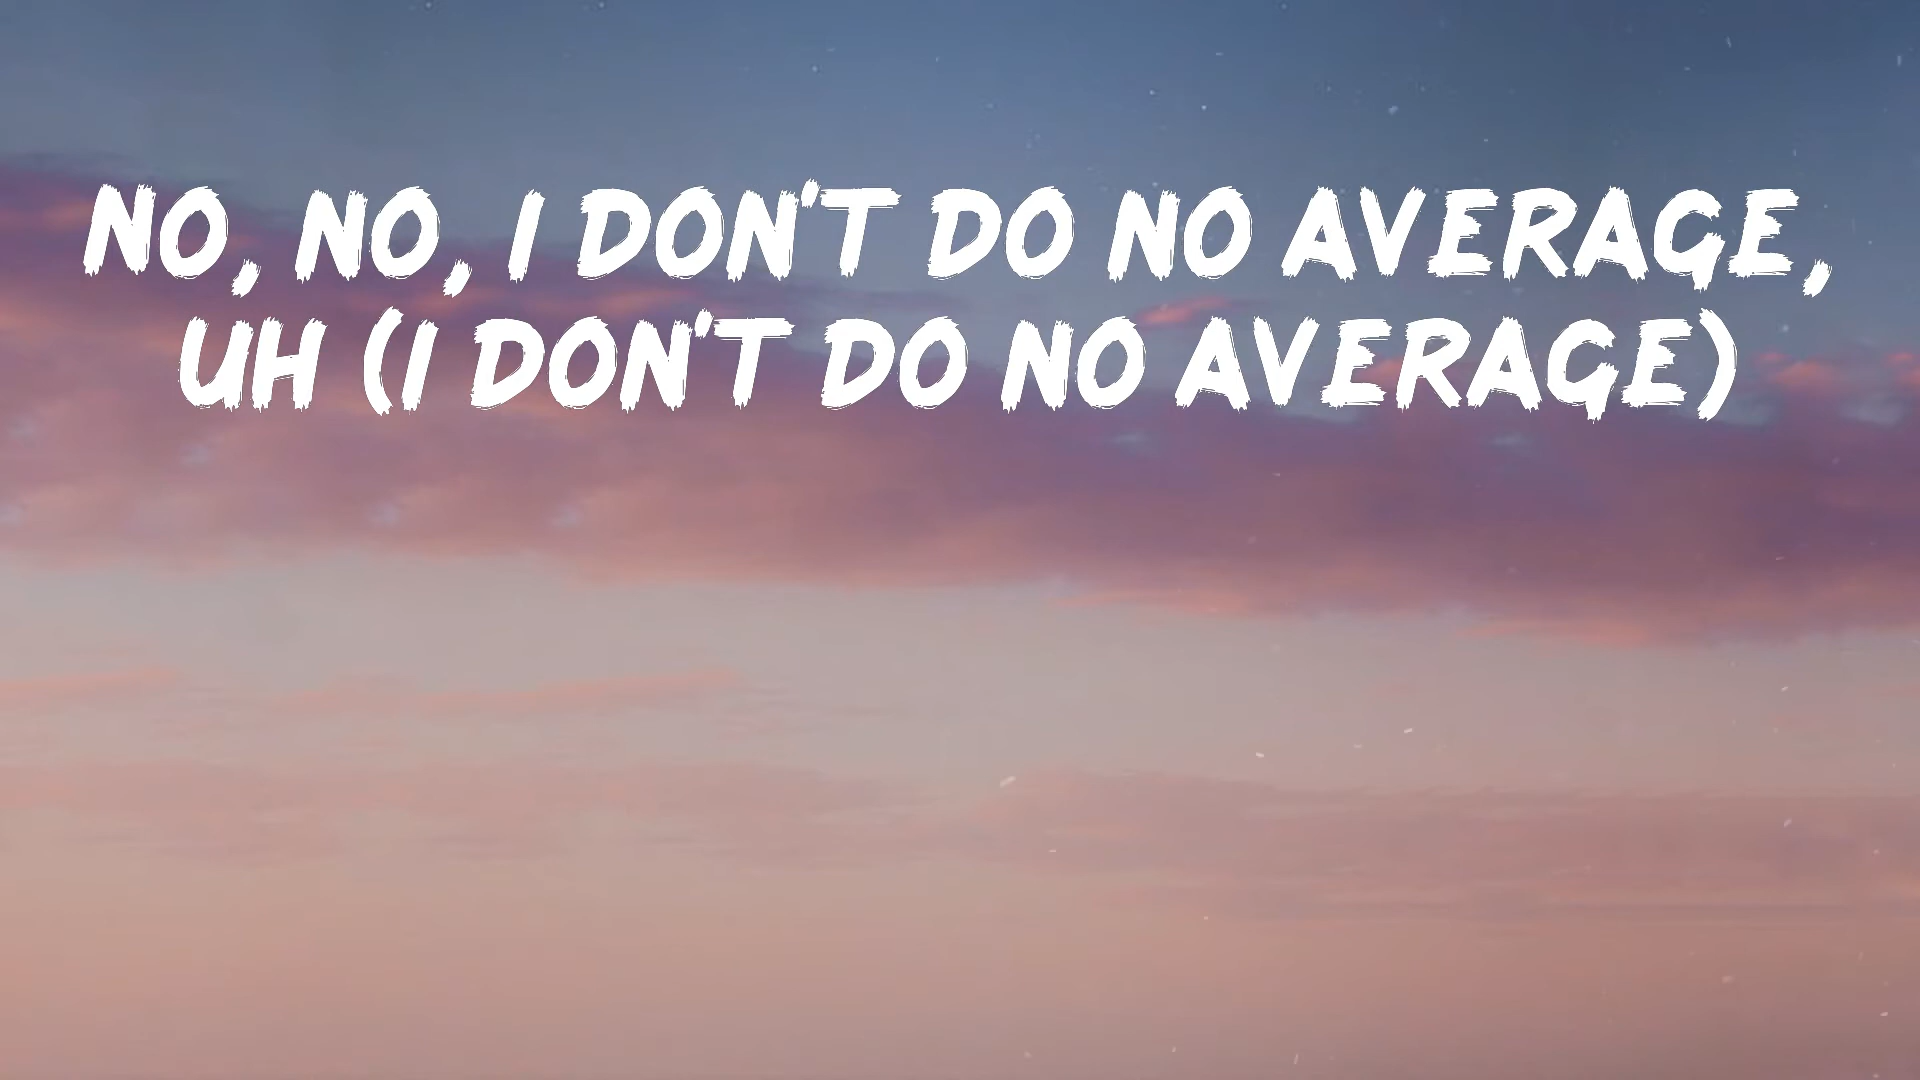 NO, NO, I DON'T DO NO AVERAGE,
UH (I DON'T DO NO AVERAGE)